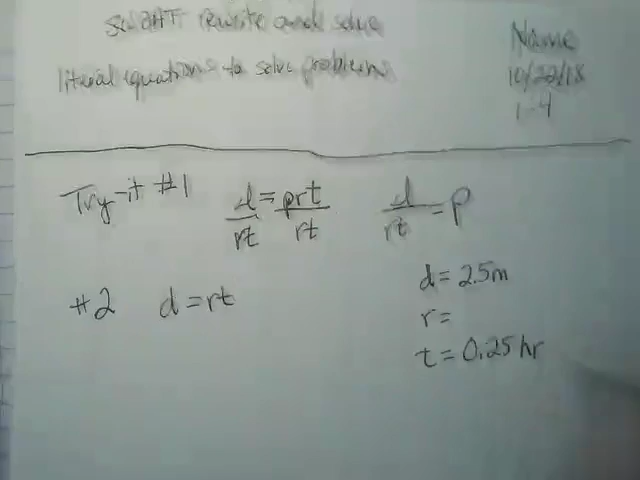 SWBAT: rewrite and solve
literal equations to solve problems
Name
10/22/18
1-4
Try-it #1 d/rt = prt/rt d/rt = p
#2 d = rt
d = 2.5m
r =
t = 0.25 hr